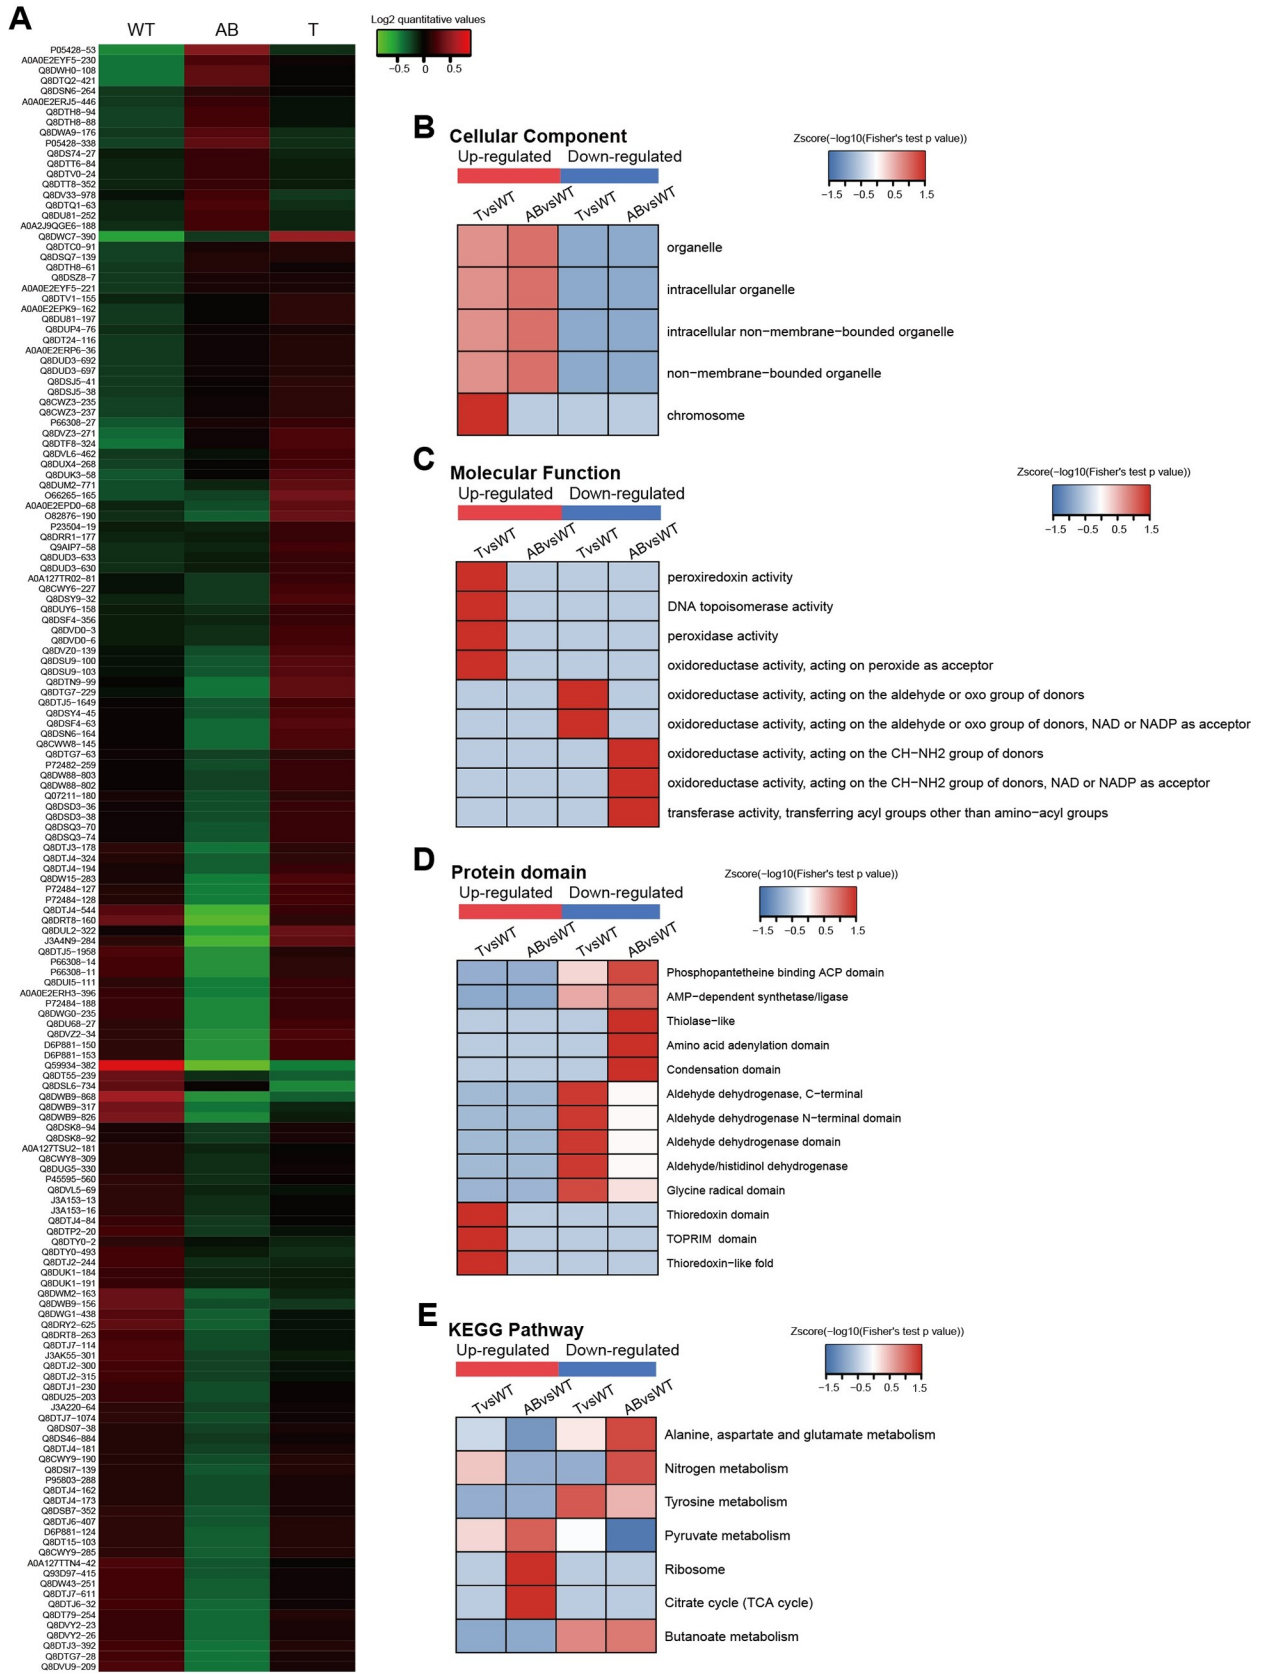 A
WT AB T
Log2 quantitative values
−0.5 0 0.5
P05428−53
A0A0E2EYF5−230
Q8DWH0−108
Q8DTQ2−421
Q8DSN6−264
A0A0E2ERJ5−446
Q8DTH8−94
Q8DTH8−88
Q8DWA9−176
P05428−338
Q8DS74−27
Q8DTT6−84
Q8DTV0−24
Q8DTT8−352
Q8DV33−978
Q8DTQ1−63
Q8DU81−252
A0A2J9QGE6−188
Q8DWC7−390
Q8DTC0−91
Q8DSQ7−139
Q8DTH8−61
Q8DSZ8−7
A0A0E2EYF5−221
Q8DTV1−155
A0A0E2EPK9−162
Q8DU81−197
Q8DUP4−76
Q8DT24−116
A0A0E2ERP6−36
Q8DUD3−692
Q8DUD3−697
Q8DSJ5−41
Q8DSJ5−38
Q8CWZ3−235
Q8CWZ3−237
P66308−27
Q8DVZ3−271
Q8DTF8−324
Q8DVL6−462
Q8DUX4−268
Q8DUK3−58
Q8DUM2−771
O66265−165
A0A0E2EPD0−68
O82876−190
P23504−19
Q8DRR1−177
Q9AIP7−58
Q8DUD3−633
Q8DUD3−630
A0A127TR02−81
Q8CWY6−227
Q8DSY9−32
Q8DUY6−158
Q8DSF4−356
Q8DVD0−3
Q8DVD0−6
Q8DVZ0−139
Q8DSU9−100
Q8DSU9−103
Q8DTN9−99
Q8DTG7−229
Q8DTJ5−1649
Q8DSY4−45
Q8DSF4−63
Q8DSN6−164
Q8CWW8−145
Q8DTG7−63
P72482−259
Q8DW88−803
Q8DW88−802
Q07211−180
Q8DSD3−36
Q8DSD3−38
Q8DSQ3−70
Q8DSQ3−74
Q8DTJ3−178
Q8DTJ4−324
Q8DTJ4−194
Q8DW15−283
P72484−127
P72484−128
Q8DTJ4−544
Q8DRT8−160
Q8DUL2−322
J3A4N9−284
Q8DTJ5−1958
P66308−14
P66308−11
Q8DUI5−111
A0A0E2ERH3−396
P72484−188
Q8DWG0−235
Q8DU68−27
Q8DVZ2−34
D6P881−150
D6P881−153
Q59934−382
Q8DT55−239
Q8DSL6−734
Q8DWB9−868
Q8DWB9−317
Q8DWB9−826
Q8DSK8−94
Q8DSK8−92
A0A127TSU2−181
Q8CWY8−309
Q8DUG5−330
P45595−560
Q8DVL5−69
J3A153−13
J3A153−16
Q8DTJ4−84
Q8DTP2−20
Q8DTY0−2
Q8DTY0−493
Q8DTJ2−244
Q8DUK1−184
Q8DUK1−191
Q8DWM2−163
Q8DWB9−156
Q8DWG1−438
Q8DRY2−625
Q8DRT8−263
Q8DTJ7−114
J3AK55−301
Q8DTJ2−300
Q8DTJ2−315
Q8DTJ1−230
Q8DU25−203
J3A220−64
Q8DTJ7−1074
Q8DS07−38
Q8DS46−884
Q8DTJ4−181
Q8CWY9−190
Q8DSI7−139
P95803−288
Q8DTJ4−162
Q8DTJ4−173
Q8DSB7−352
Q8DTJ6−407
D6P881−124
Q8DT15−103
Q8CWY9−285
A0A127TTN4−42
Q93D97−415
Q8DW43−251
Q8DTJ7−611
Q8DTJ6−32
Q8DT79−254
Q8DVY2−23
Q8DVY2−26
Q8DTJ3−392
Q8DTG7−28
Q8DVU9−209
B
Cellular Component
Up-regulated Down-regulated
Zscore(−log10(Fisher's test p value))
−1.5 −0.5 0.5 1.5
TvsWT ABvsWT TvsWT ABvsWT
organelle
intracellular organelle
intracellular non−membrane−bounded organelle
non−membrane−bounded organelle
chromosome
C
Molecular Function
Up-regulated Down-regulated
Zscore(−log10(Fisher's test p value))
−1.5 −0.5 0.5 1.5
TvsWT ABvsWT TvsWT ABvsWT
peroxiredoxin activity
DNA topoisomerase activity
peroxidase activity
oxidoreductase activity, acting on peroxide as acceptor
oxidoreductase activity, acting on the aldehyde or oxo group of donors
oxidoreductase activity, acting on the aldehyde or oxo group of donors, NAD or NADP as acceptor
oxidoreductase activity, acting on the CH−NH2 group of donors
oxidoreductase activity, acting on the CH−NH2 group of donors, NAD or NADP as acceptor
transferase activity, transferring acyl groups other than amino−acyl groups
D
Protein domain
Up-regulated Down-regulated
Zscore(−log10(Fisher's test p value))
−1.5 −0.5 0.5 1.5
TvsWT ABvsWT TvsWT ABvsWT
Phosphopantetheine binding ACP domain
AMP−dependent synthetase/ligase
Thiolase−like
Amino acid adenylation domain
Condensation domain
Aldehyde dehydrogenase, C−terminal
Aldehyde dehydrogenase N−terminal domain
Aldehyde dehydrogenase domain
Aldehyde/histidinol dehydrogenase
Glycine radical domain
Thioredoxin domain
TOPRIM domain
Thioredoxin−like fold
E
KEGG Pathway
Up-regulated Down-regulated
Zscore(−log10(Fisher's test p value))
−1.5 −0.5 0.5 1.5
TvsWT ABvsWT TvsWT ABvsWT
Alanine, aspartate and glutamate metabolism
Nitrogen metabolism
Tyrosine metabolism
Pyruvate metabolism
Ribosome
Citrate cycle (TCA cycle)
Butanoate metabolism